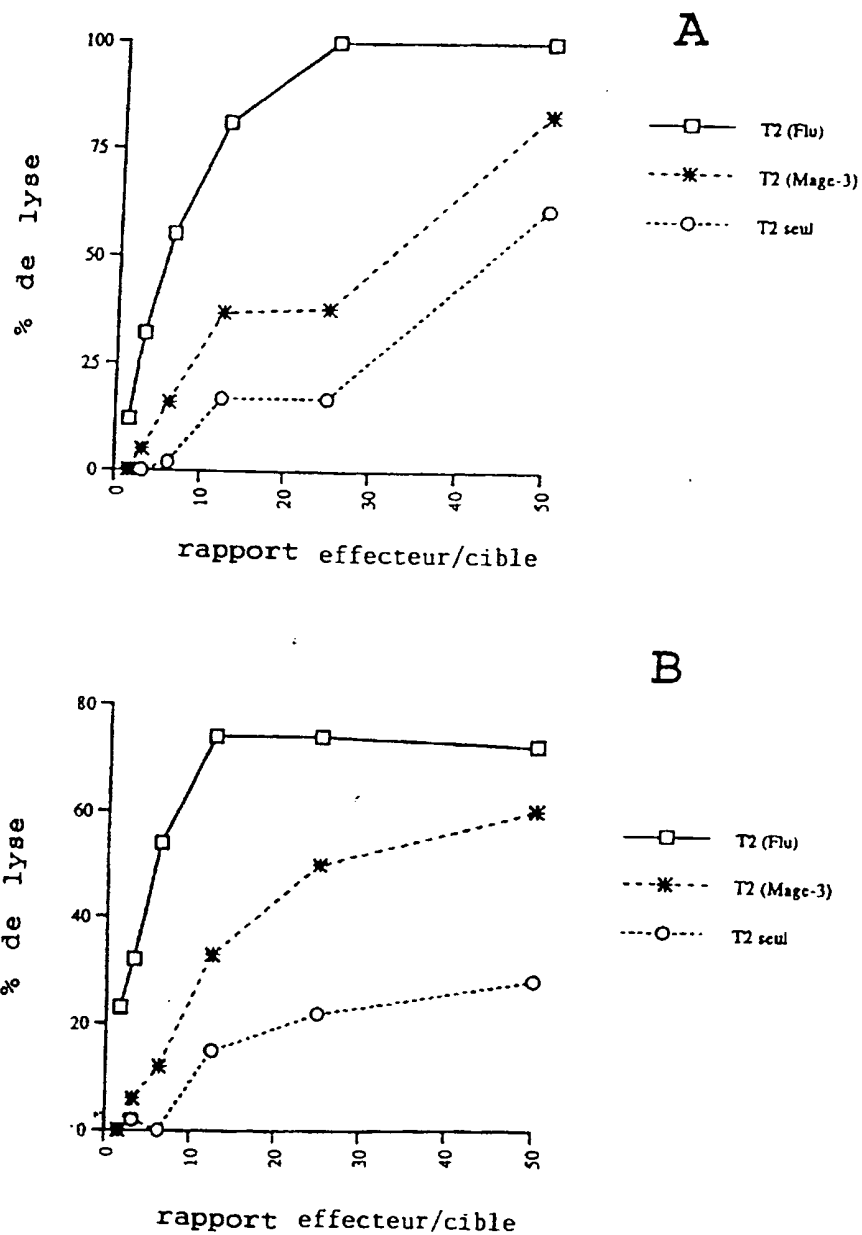 A
100
75
50
25
0
% de lyse
0
10
20
30
40
50
rapport effecteur/cible
T2 (Flu)
T2 (Mage-3)
T2 seul
B
80
60
40
20
0
% de lyse
0
10
20
30
40
50
rapport effecteur/cible
T2 (Flu)
T2 (Mage-3)
T2 seul